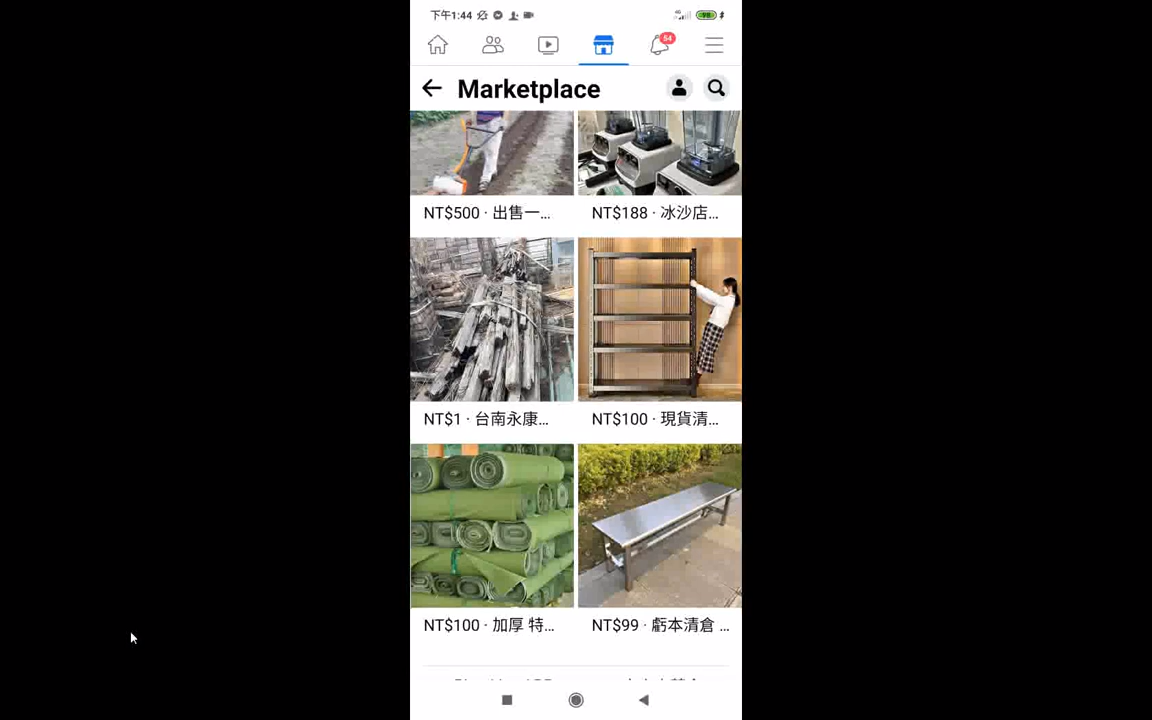 下午1:44
4G
54
Marketplace
NT$500 · 出售一...
NT$188 · 冰沙店...
NT$1 · 台南永康...
NT$100 · 現貨清...
NT$100 · 加厚 特...
NT$99 · 虧本清倉 ...